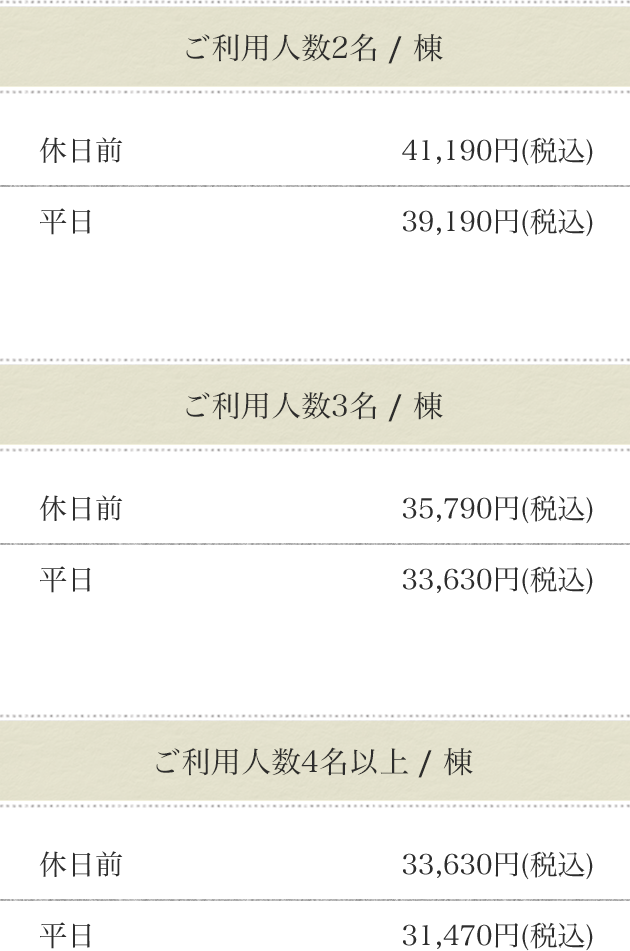 ご利用人数2名 / 棟
休日前 41,190円(税込)
平日 39,190円(税込)
ご利用人数3名 / 棟
休日前 35,790円(税込)
平日 33,630円(税込)
ご利用人数4名以上 / 棟
休日前 33,630円(税込)
平日 31,470円(税込)